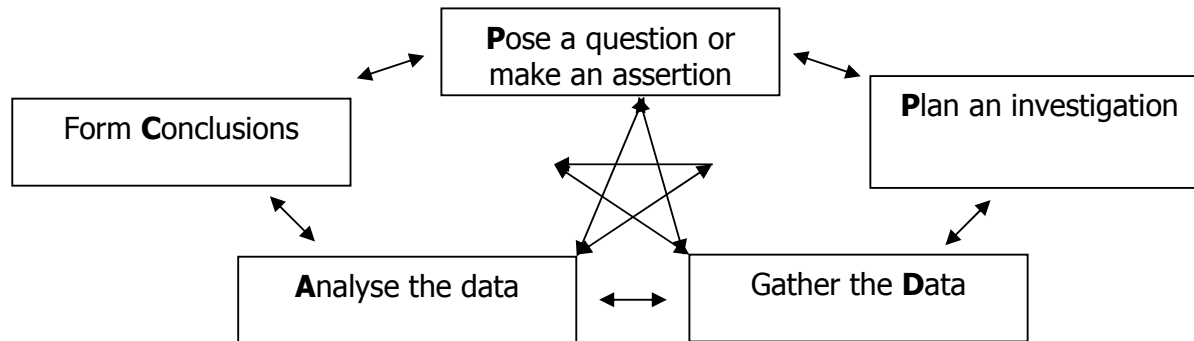 Pose a question or
make an assertion
Plan an investigation
Form Conclusions
Analyse the data
Gather the Data